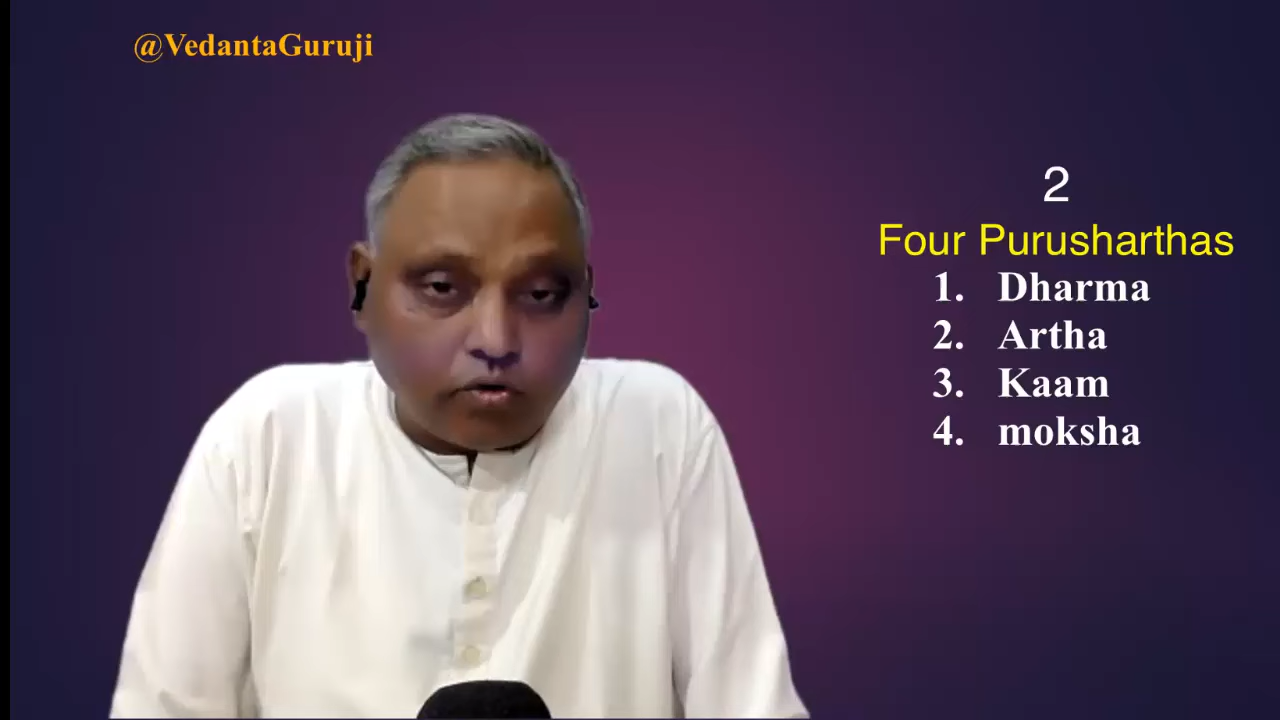 @VedantaGuruji
2
Four Purusharthas
1. Dharma
2. Artha
3. Kaam
4. moksha